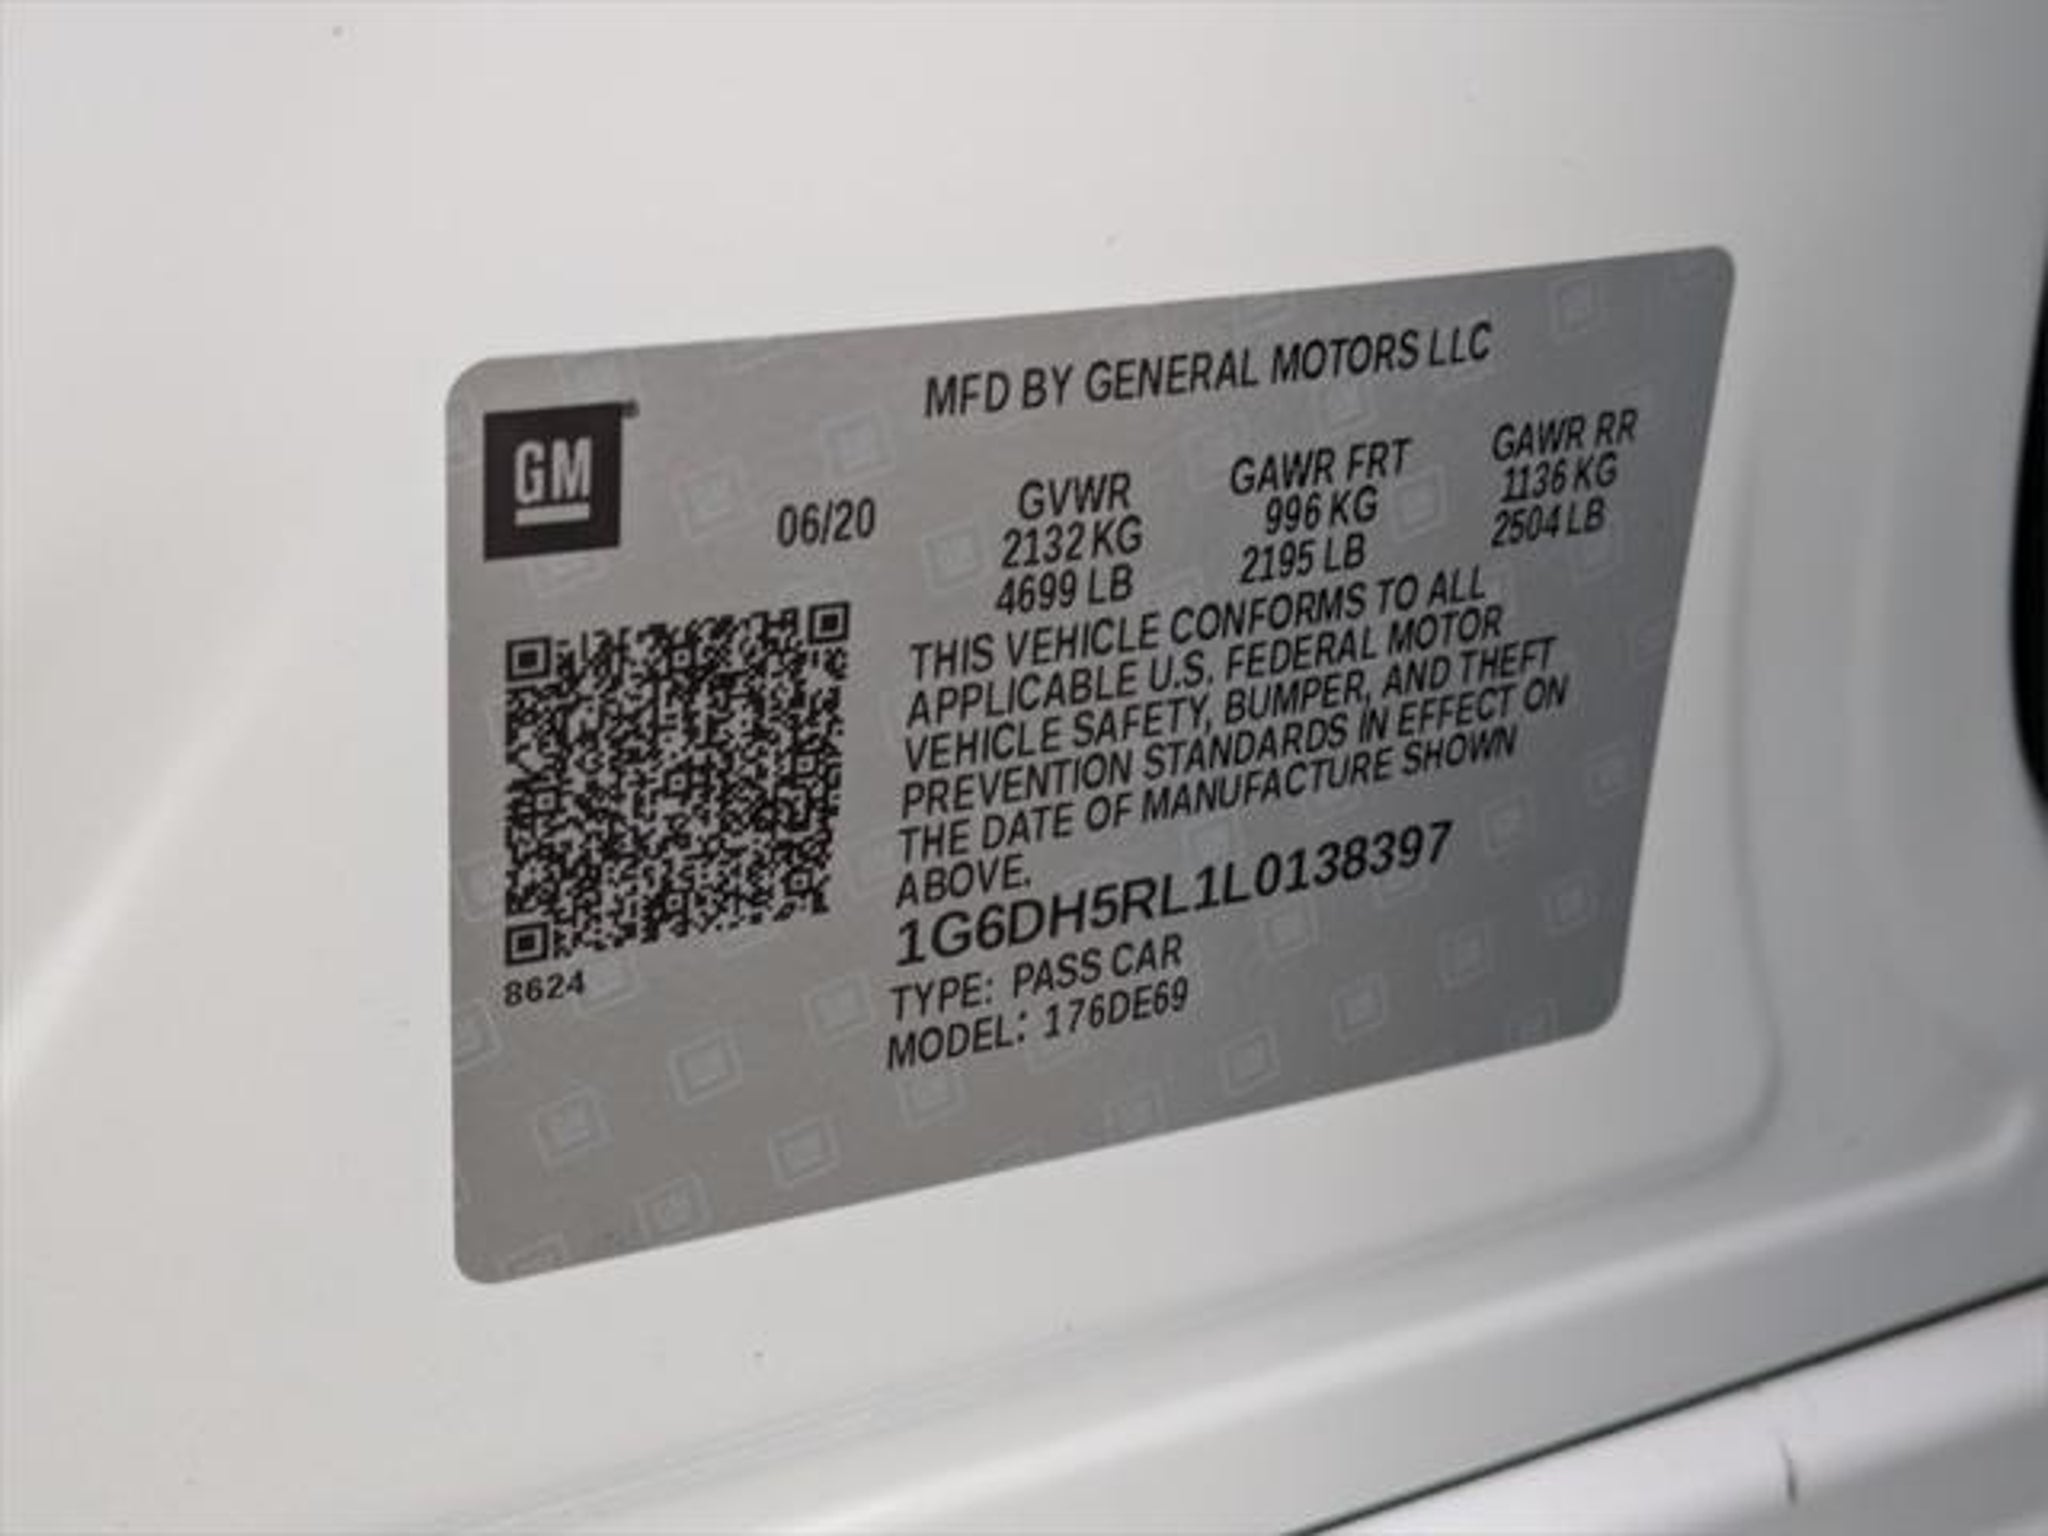 MFD BY GENERAL MOTORS LLC
GM
06/20
GVWR
2132 KG
4699 LB
GAWR FRT
996 KG
2195 LB
GAWR RR
1136 KG
2504 LB
THIS VEHICLE CONFORMS TO ALL
APPLICABLE U.S. FEDERAL MOTOR
VEHICLE SAFETY, BUMPER, AND THEFT
PREVENTION STANDARDS IN EFFECT ON
THE DATE OF MANUFACTURE SHOWN
ABOVE.
1G6DH5RL1L0138397
TYPE: PASS CAR
MODEL: 176DE69
8624